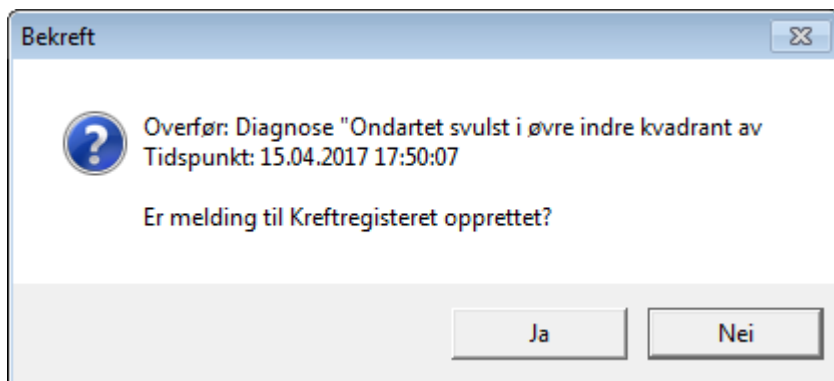 Bekreft
Overfør: Diagnose "Ondartet svulst i øvre indre kvadrant av
Tidspunkt: 15.04.2017 17:50:07
Er melding til Kreftregisteret opprettet?
Ja
Nei